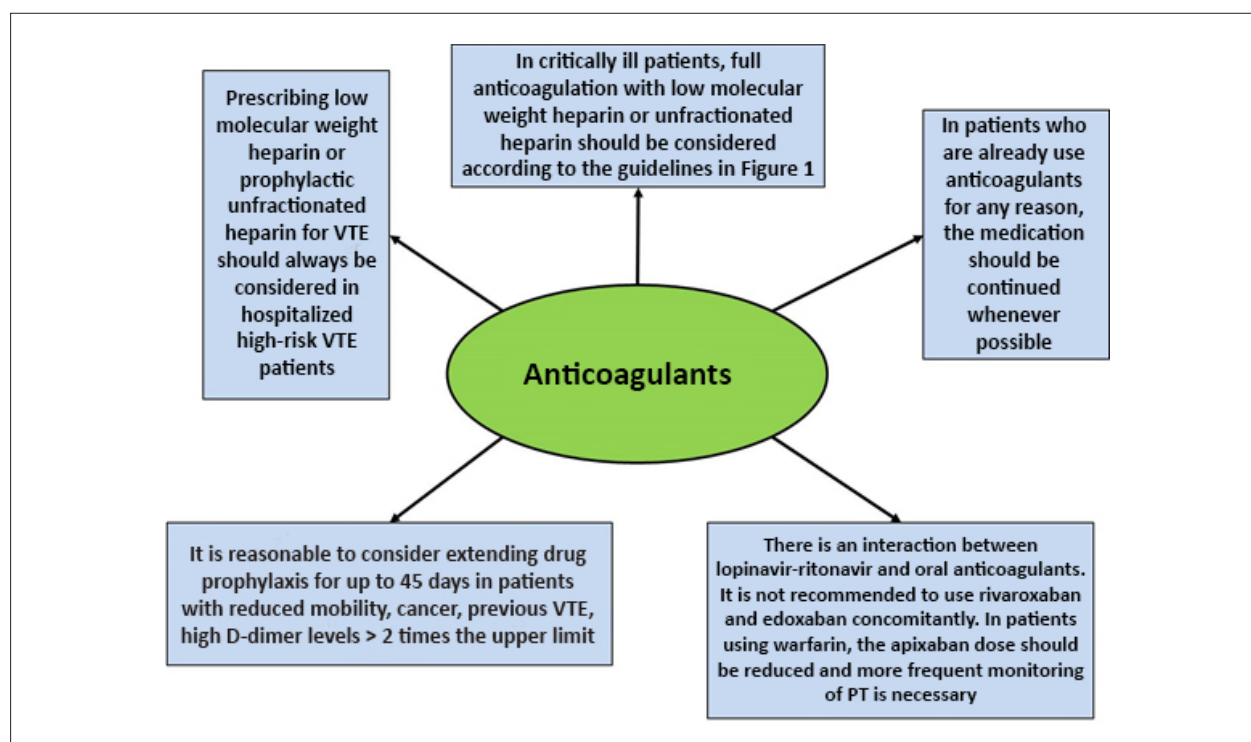 Prescribing low
molecular weight
heparin or
prophylactic
unfractionated
heparin for VTE
should always be
considered in
hospitalized
high-risk VTE
patients
In critically ill patients, full
anticoagulation with low molecular
weight heparin or unfractionated
heparin should be considered
according to the guidelines in Figure 1
In patients who
are already use
anticoagulants
for any reason,
the medication
should be
continued
whenever
possible
Anticoagulants
It is reasonable to consider extending drug
prophylaxis for up to 45 days in patients
with reduced mobility, cancer, previous VTE,
high D-dimer levels > 2 times the upper limit
There is an interaction between
lopinavir-ritonavir and oral anticoagulants.
It is not recommended to use rivaroxaban
and edoxaban concomitantly. In patients
using warfarin, the apixaban dose should
be reduced and more frequent monitoring
of PT is necessary